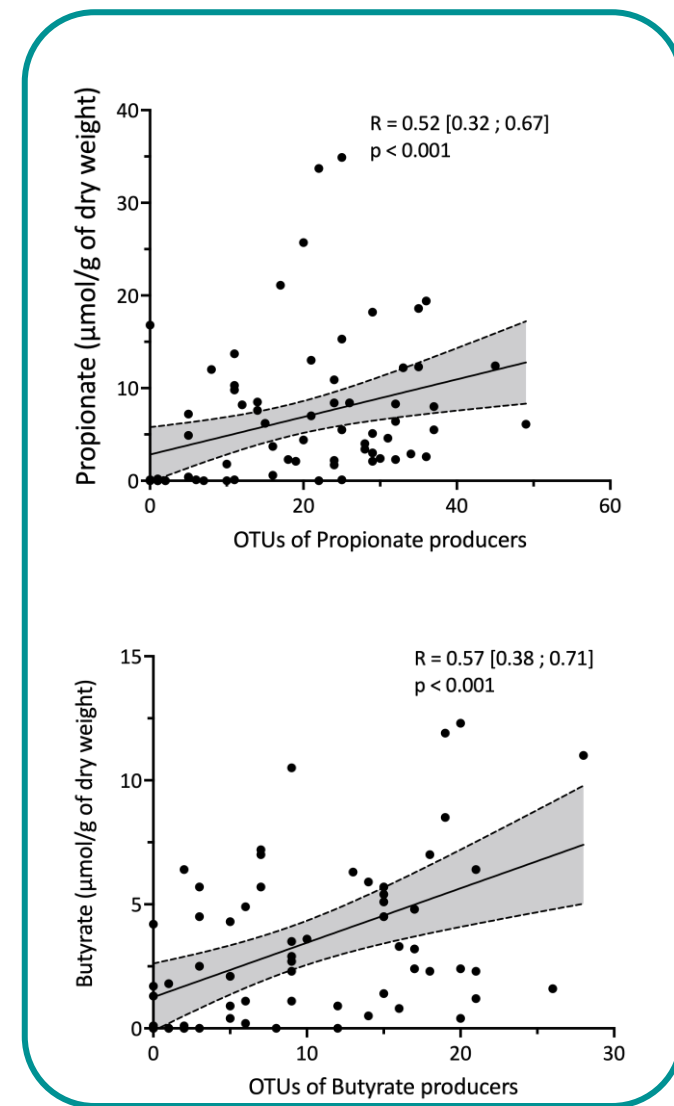 Propionate (µmol/g of dry weight)
R = 0.52 [0.32 ; 0.67]
p < 0.001
40
30
20
10
0
0
20
40
60
OTUs of Propionate producers
Butyrate (µmol/g of dry weight)
R = 0.57 [0.38 ; 0.71]
p < 0.001
15
10
5
0
0
10
20
30
OTUs of Butyrate producers